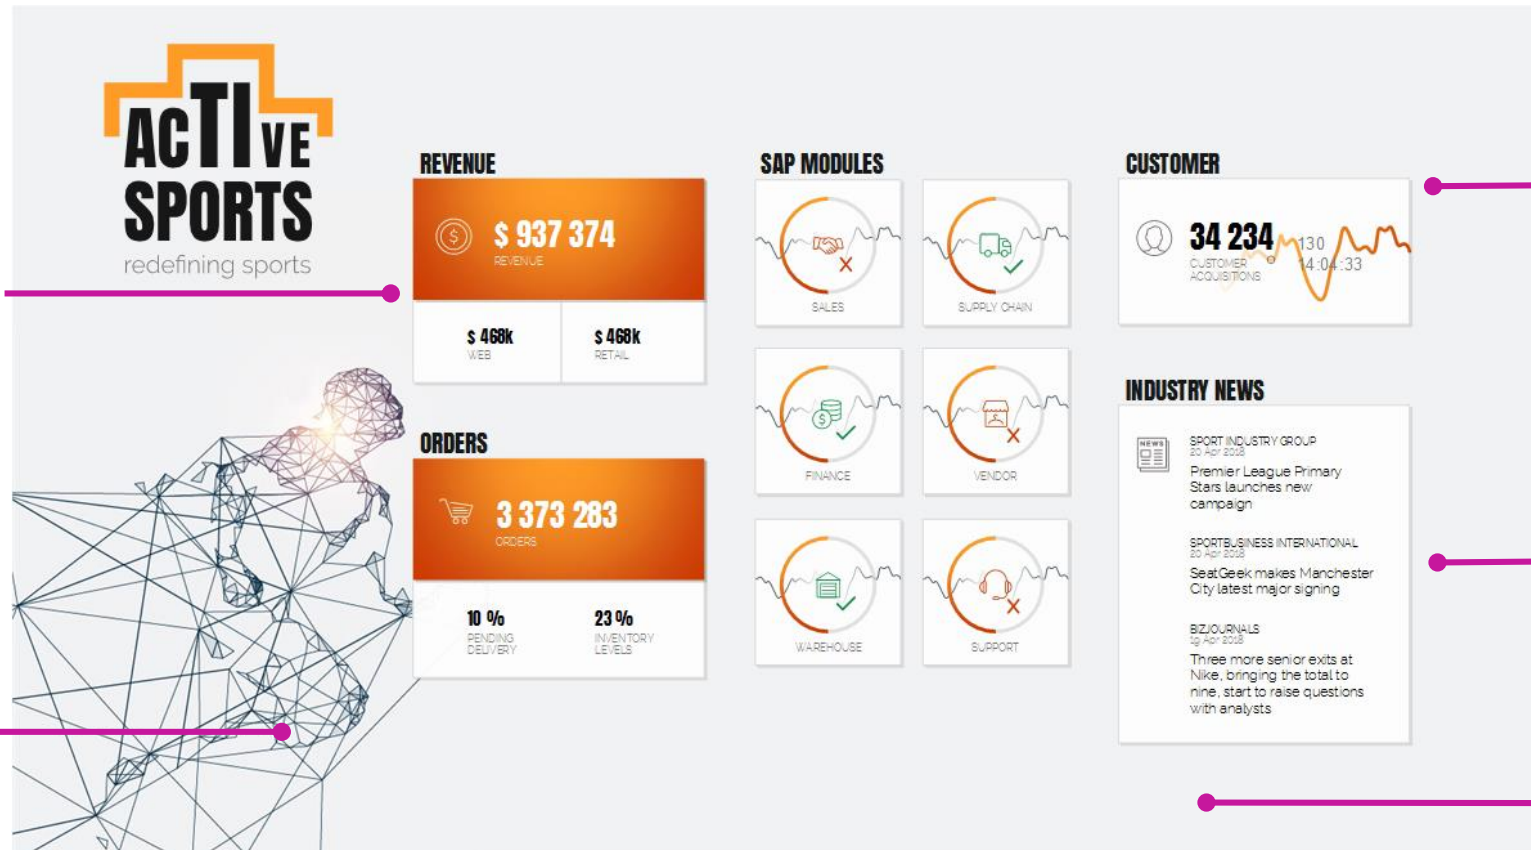 ACTIVE
SPORTS
redefining sports
REVENUE
$ 937 374
REVENUE
$ 468k
WEB
$ 468k
RETAIL
ORDERS
3 373 283
ORDERS
10 %
PENDING
DELIVERY
23 %
INVENTORY
LEVELS
SAP MODULES
SALES
SUPPLY CHAIN
FINANCE
VENDOR
WAREHOUSE
SUPPORT
CUSTOMER
34 234
CUSTOMER
ACQUISITIONS
130
14:04:33
INDUSTRY NEWS
NEWS
SPORT INDUSTRY GROUP
20 Apr 2018
Premier League Primary
Stars launches new
campaign
SPORTBUSINESS INTERNATIONAL
20 Apr 2018
SeatGeek makes Manchester
City latest major signing
BIZJOURNALS
19 Apr 2018
Three more senior exits at
Nike, bringing the total to
nine, start to raise questions
with analysts